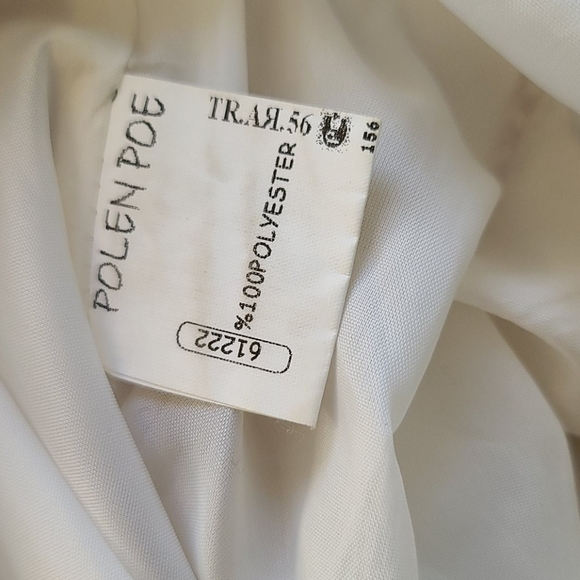 TR.AЯ.56
156
POLEN POE
%100POLYESTER
61222